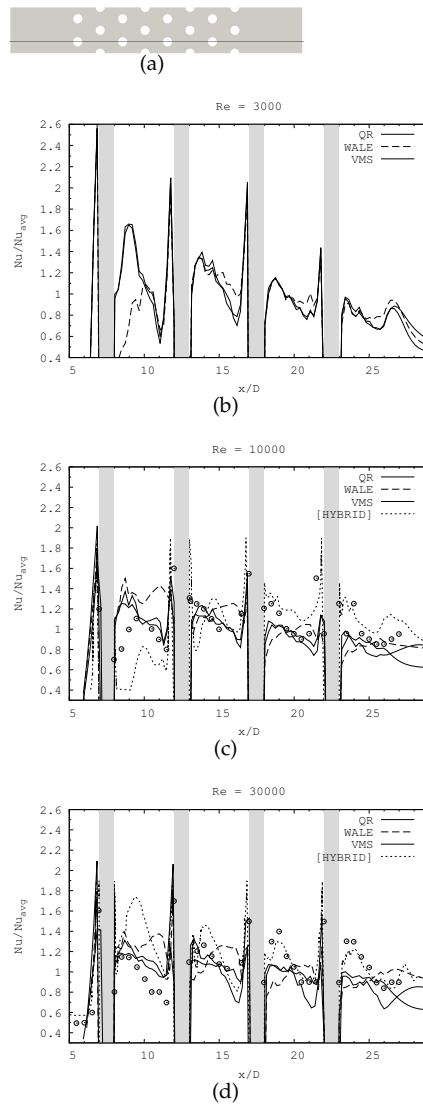 (a)
Re = 3000
QR
WALE
VMS
Nu/Nu_avg
2.6
2.4
2.2
2
1.8
1.6
1.4
1.2
1
0.8
0.6
0.4
5 10 15 20 25
x/D
(b)
Re = 10000
QR
WALE
VMS
[HYBRID]
Nu/Nu_avg
2.6
2.4
2.2
2
1.8
1.6
1.4
1.2
1
0.8
0.6
0.4
5 10 15 20 25
x/D
(c)
Re = 30000
QR
WALE
VMS
[HYBRID]
Nu/Nu_avg
2.6
2.4
2.2
2
1.8
1.6
1.4
1.2
1
0.8
0.6
0.4
5 10 15 20 25
x/D
(d)